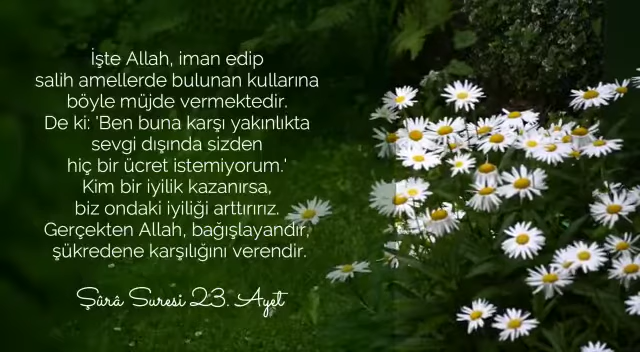 İşte Allah, iman edip
salih amellerde bulunan kullarına
böyle müjde vermektedir.
De ki: 'Ben buna karşı yakınlıkta
sevgi dışında sizden
hiç bir ücret istemiyorum.'
Kim bir iyilik kazanırsa,
biz ondaki iyiliği arttırırız.
Gerçekten Allah, bağışlayandır,
şükredene karşılığını verendir.
Şûrâ Suresi 23. Ayet